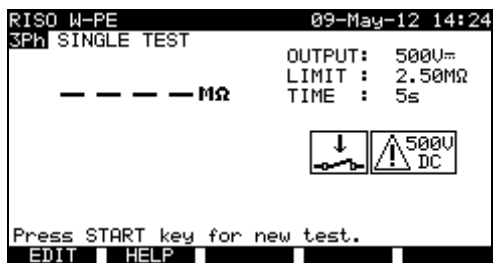 RISO W-PE 09-May-12 14:24
3Ph SINGLE TEST
OUTPUT: 500V⎓
LIMIT : 2.50MΩ
TIME : 5s
– – – – MΩ
500V
DC
Press START key for new test.
EDIT HELP